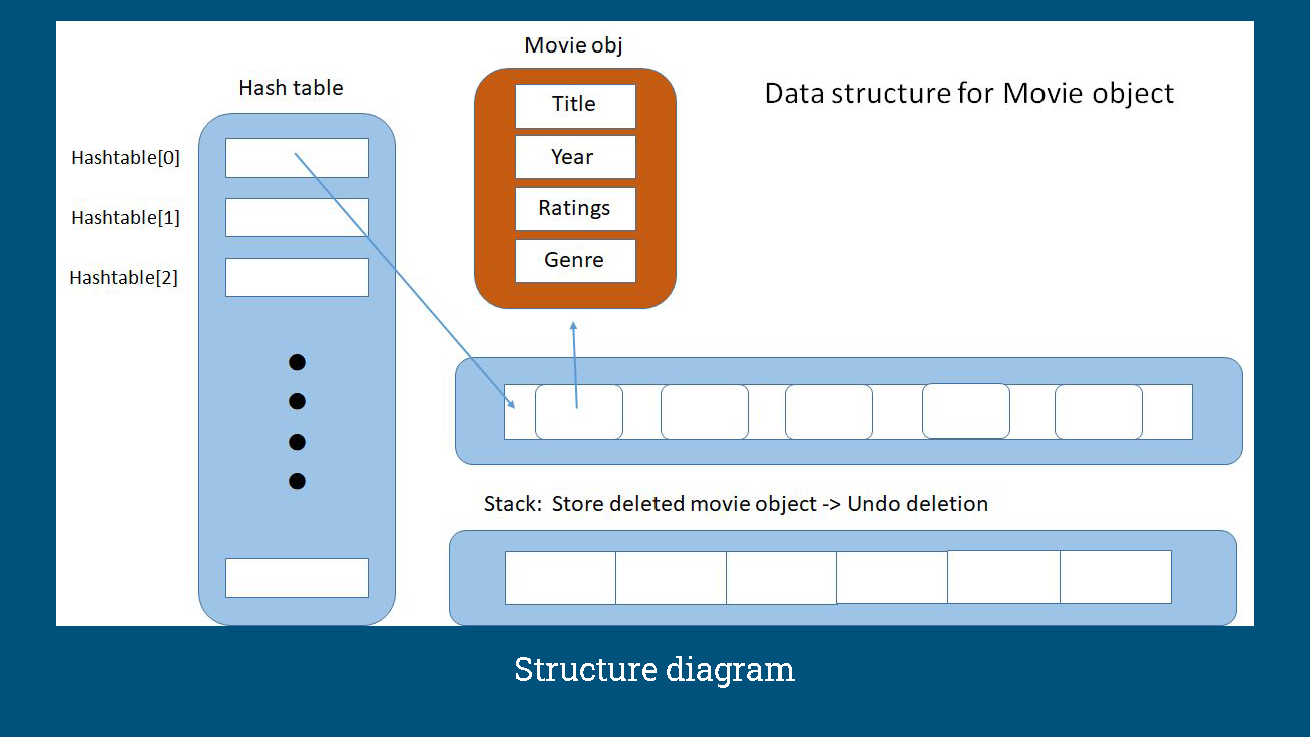 Movie obj
Hash table
Data structure for Movie object
Title
Hashtable[0]
Year
Hashtable[1]
Ratings
Genre
Hashtable[2]
Stack: Store deleted movie object -> Undo deletion
Structure diagram